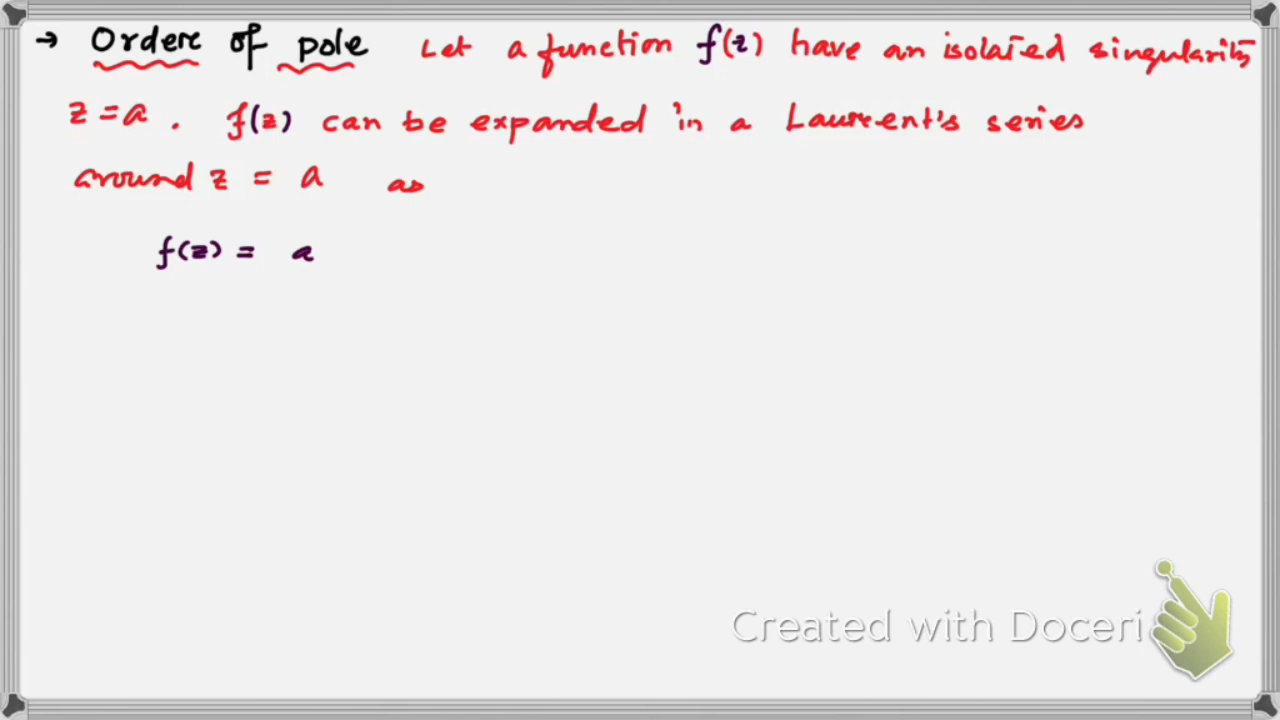 → Ordere of pole Let a function f(z) have an isolated singularity
z = a . f(z) can be expanded in a Laurent's series
around z = a as
f(z) = a
Created with Doceri